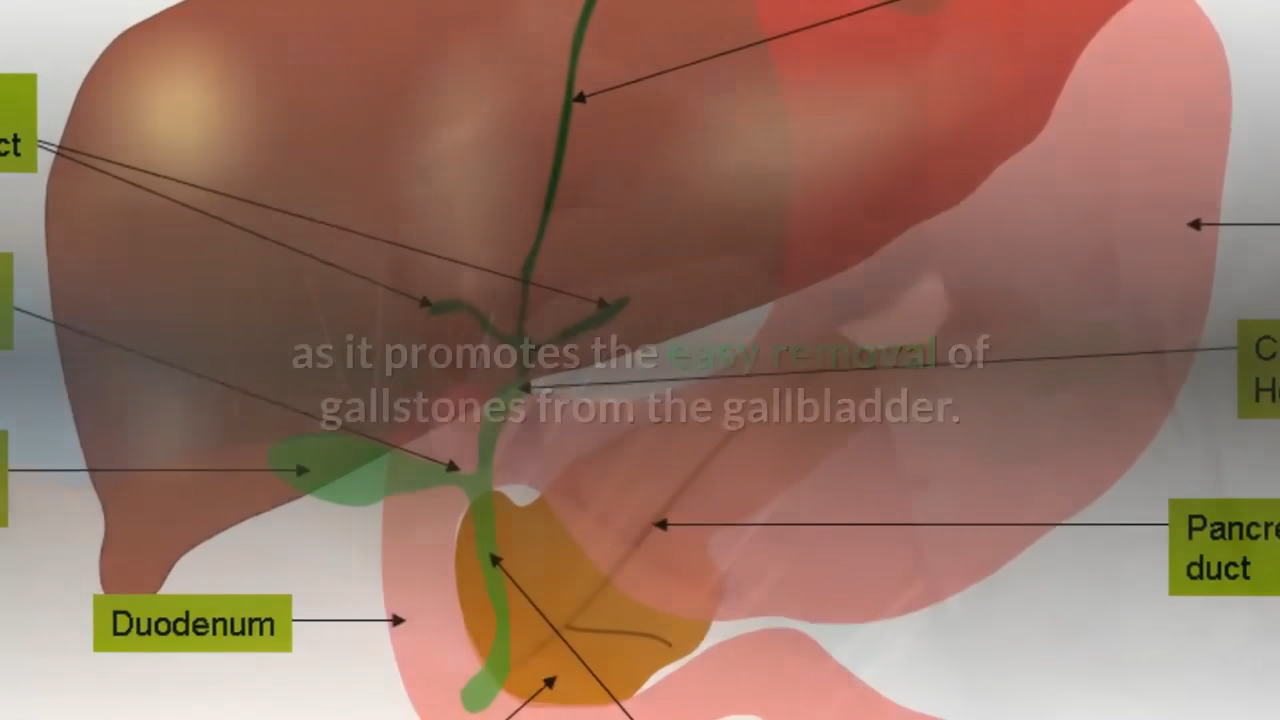 ct
as it promotes the easy removal of
gallstones from the gallbladder.
C
H
Pancre
duct
Duodenum